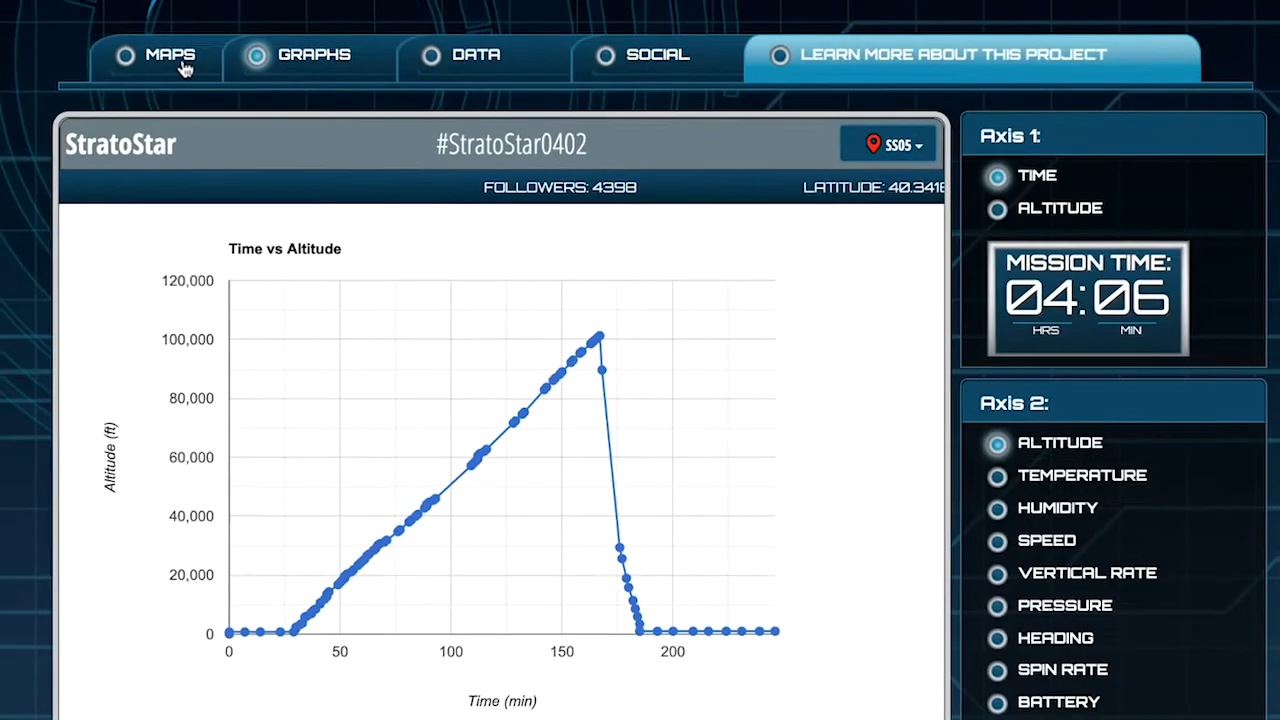 MAPS
GRAPHS
DATA
SOCIAL
LEARN MORE ABOUT THIS PROJECT
StratoStar
#StratoStar0402
SS05
FOLLOWERS: 4398
LATITUDE: 40.341
Time vs Altitude
120,000
100,000
80,000
60,000
40,000
20,000
0
Altitude (ft)
0 50 100 150 200
Time (min)
Axis 1:
TIME
ALTITUDE
MISSION TIME:
04:06
HRS MIN
Axis 2:
ALTITUDE
TEMPERATURE
HUMIDITY
SPEED
VERTICAL RATE
PRESSURE
HEADING
SPIN RATE
BATTERY